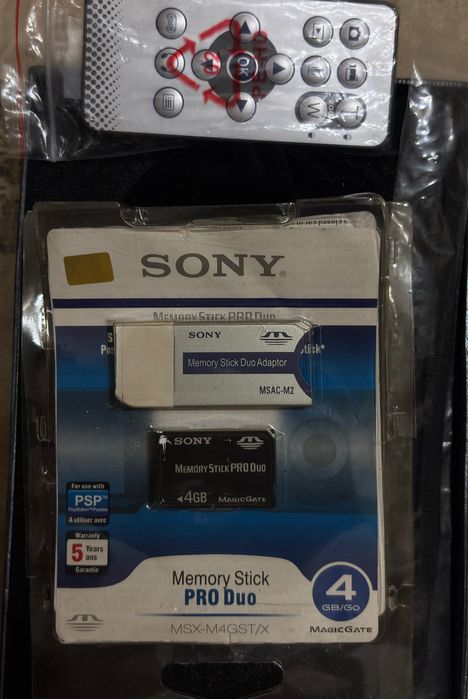 OK
W
T
SONY®
MEMORY STICK PRO DUO
SONY
Memory Stick Duo Adaptor
MSAC-M2
SONY
MEMORY STICK PRO DUO
4GB MAGICGATE
For use with
PSP
PlayStation Portable
A utiliser avec
Warranty
5 Years
ans
Garantie
Memory Stick
PRO Duo
4
GB/Go
MSX-M4GST/X
MAGICGATE